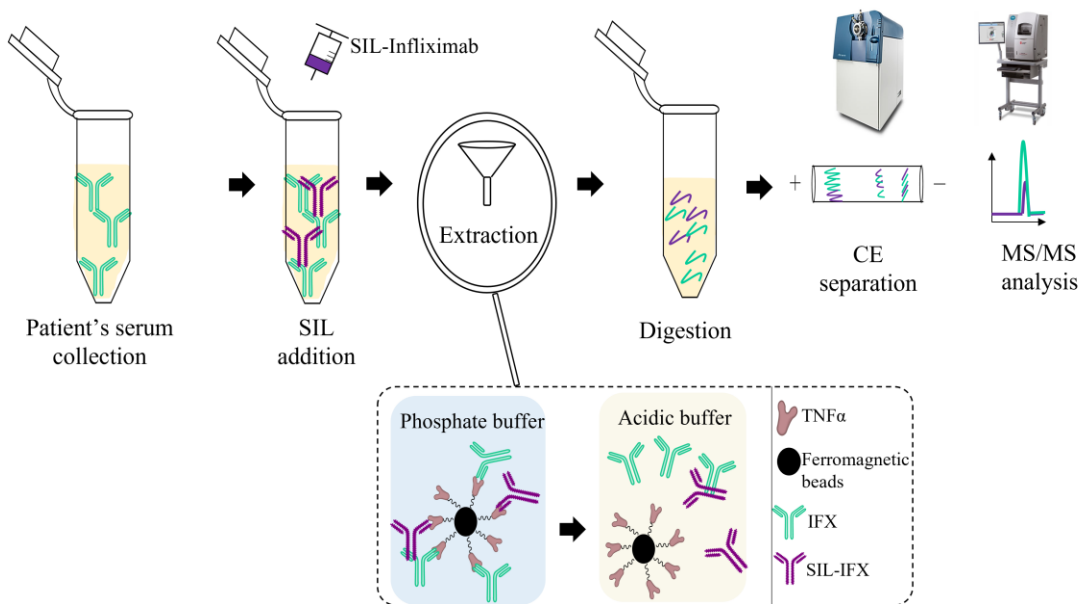 SIL-Infliximab
Extraction
+
−
Patient's serum
collection
SIL
addition
Digestion
CE
separation
MS/MS
analysis
Phosphate buffer
Acidic buffer
TNFα
Ferromagnetic
beads
IFX
SIL-IFX